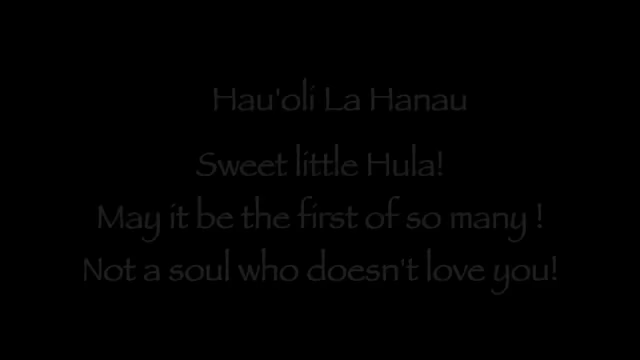 Hau'oli La Hanau
Sweet little Hula!
May it be the first of so many !
Not a soul who doesn't love you!